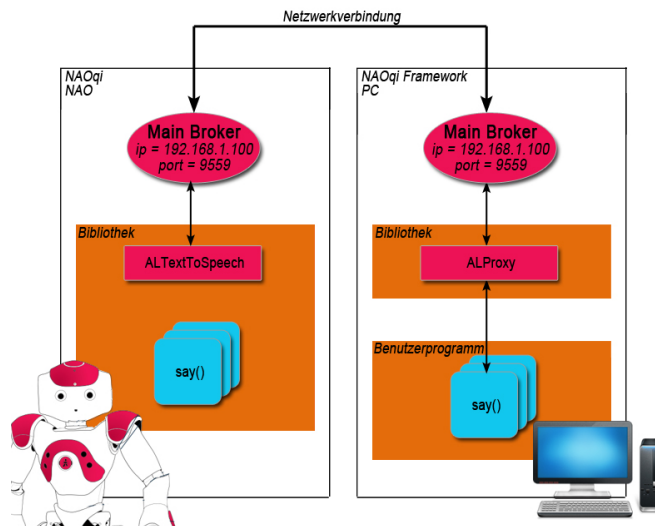 Netzwerkverbindung
NAOqi
NAO
Main Broker
ip = 192.168.1.100
port = 9559
Bibliothek
ALTextToSpeech
say()
NAOqi Framework
PC
Main Broker
ip = 192.168.1.100
port = 9559
Bibliothek
ALProxy
Benutzerprogramm
say()